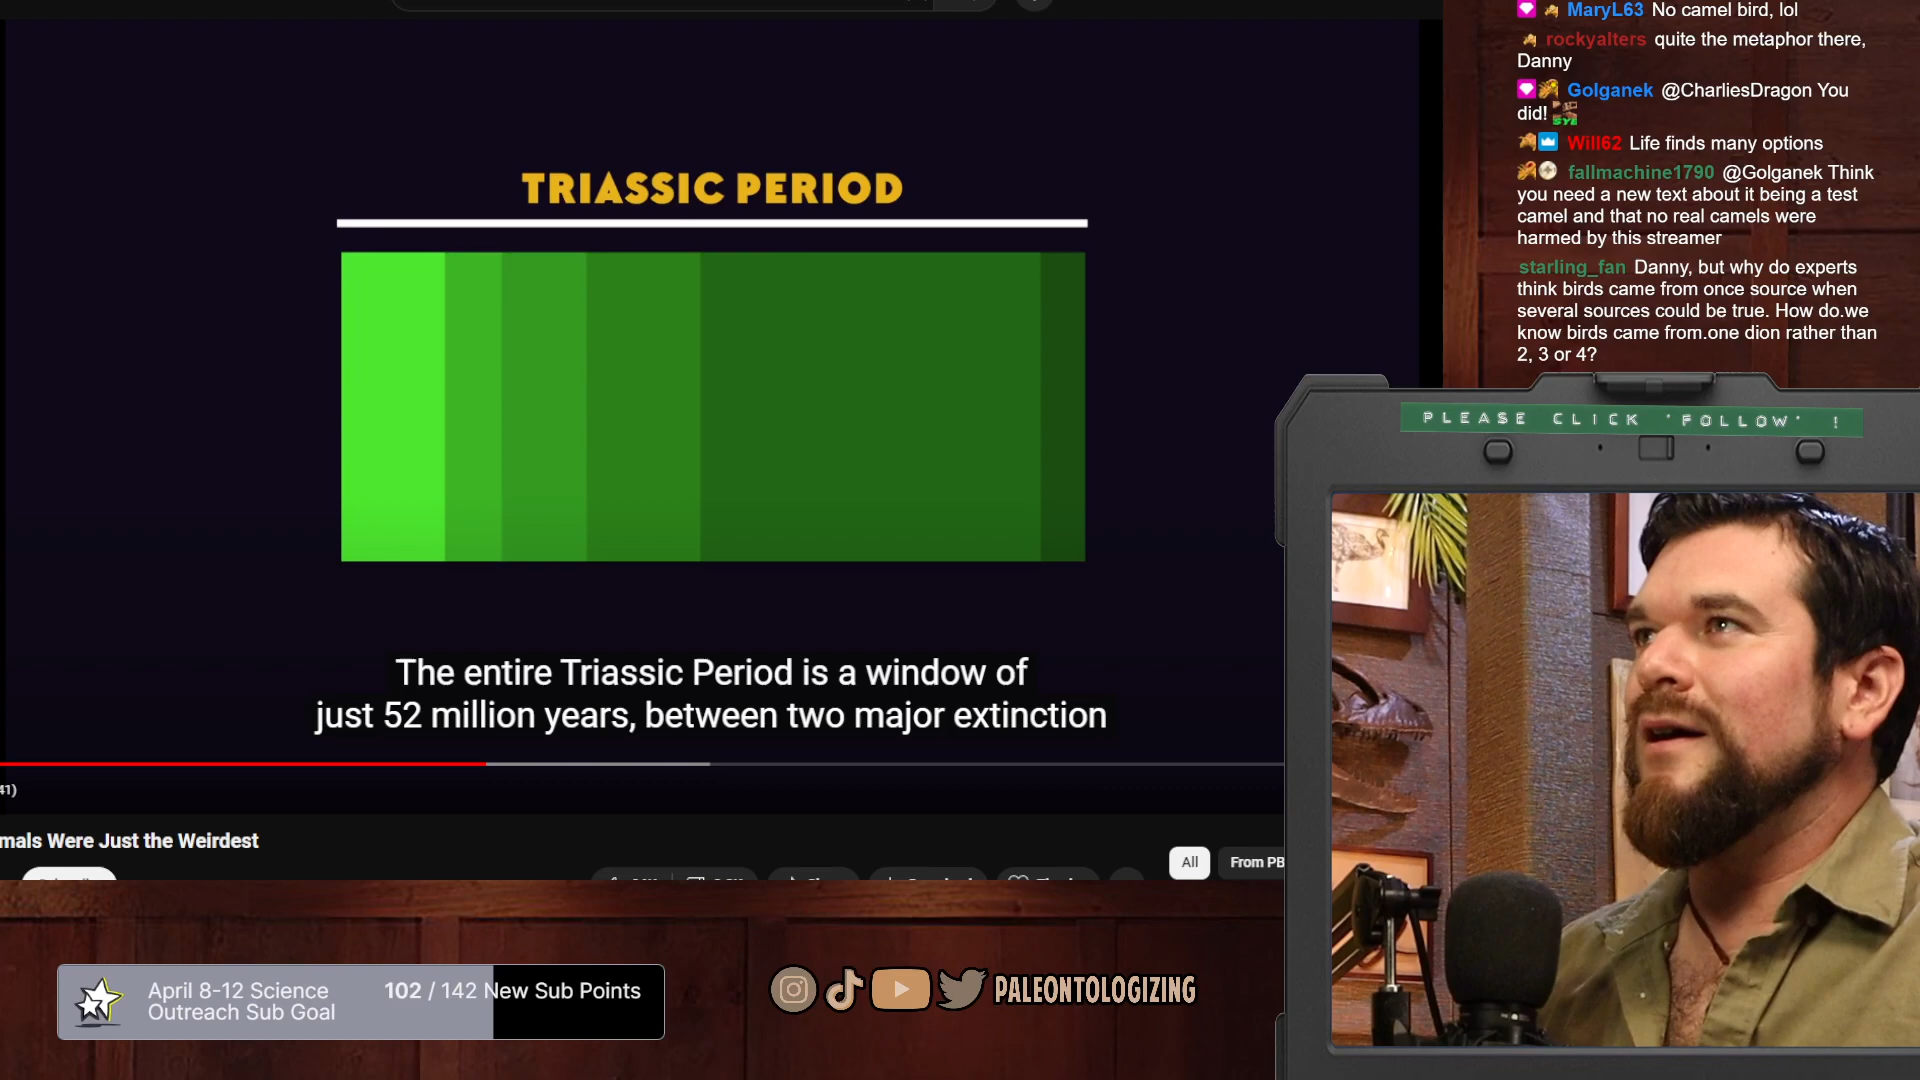 MaryL63 No camel bird, lol
rockyalters quite the metaphor there,
Danny
Golganek @CharliesDragon You
did!
Will62 Life finds many options
fallmachine1790 @Golganek Think
you need a new text about it being a test
camel and that no real camels were
harmed by this streamer
starling_fan Danny, but why do experts
think birds came from once source when
several sources could be true. How do.we
know birds came from.one dion rather than
2, 3 or 4?
TRIASSIC PERIOD
The entire Triassic Period is a window of
just 52 million years, between two major extinction
41)
mals Were Just the Weirdest
All
From PB
PLEASE CLICK 'FOLLOW' !
April 8-12 Science
Outreach Sub Goal
102 / 142 New Sub Points
PALEONTOLOGIZING